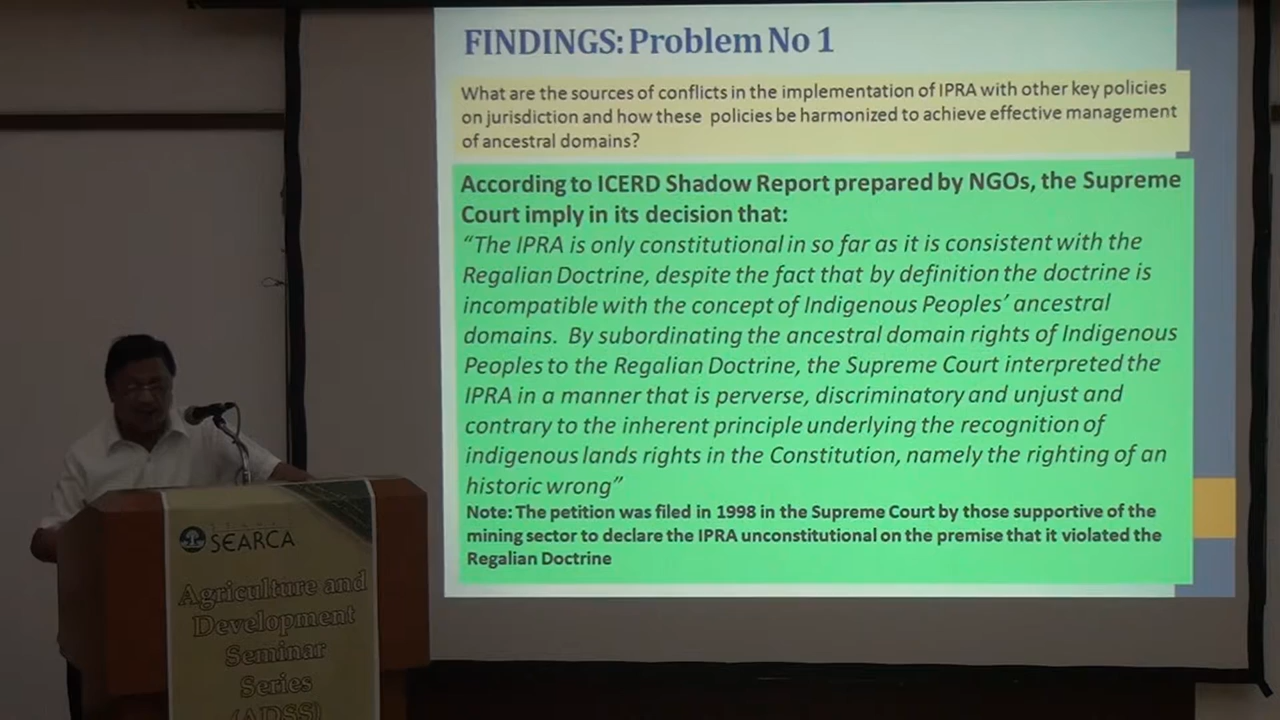 FINDINGS: Problem No 1
What are the sources of conflicts in the implementation of IPRA with other key policies
on jurisdiction and how these policies be harmonized to achieve effective management
of ancestral domains?
According to ICERD Shadow Report prepared by NGOs, the Supreme
Court imply in its decision that:
“The IPRA is only constitutional in so far as it is consistent with the
Regalian Doctrine, despite the fact that by definition the doctrine is
incompatible with the concept of Indigenous Peoples’ ancestral
domains. By subordinating the ancestral domain rights of Indigenous
Peoples to the Regalian Doctrine, the Supreme Court interpreted the
IPRA in a manner that is perverse, discriminatory and unjust and
contrary to the inherent principle underlying the recognition of
indigenous lands rights in the Constitution, namely the righting of an
historic wrong”
Note: The petition was filed in 1998 in the Supreme Court by those supportive of the
mining sector to declare the IPRA unconstitutional on the premise that it violated the
Regalian Doctrine
SEARCA
Agriculture and
Development
Seminar
Series
(ADSS)